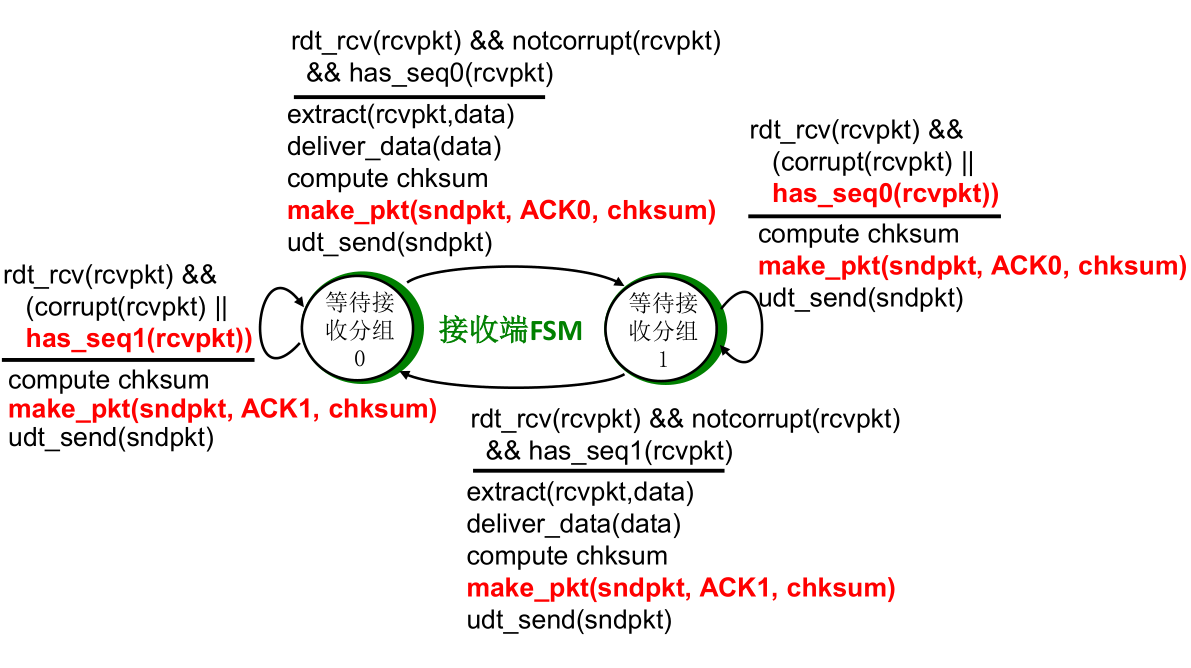 rdt_rcv(rcvpkt) && notcorrupt(rcvpkt)
&& has_seq0(rcvpkt)
extract(rcvpkt,data)
deliver_data(data)
compute chksum
make_pkt(sndpkt, ACK0, chksum)
udt_send(sndpkt)
rdt_rcv(rcvpkt) &&
(corrupt(rcvpkt) ||
has_seq0(rcvpkt))
compute chksum
make_pkt(sndpkt, ACK0, chksum)
udt_send(sndpkt)
rdt_rcv(rcvpkt) &&
(corrupt(rcvpkt) ||
has_seq1(rcvpkt))
compute chksum
make_pkt(sndpkt, ACK1, chksum)
udt_send(sndpkt)
等待接
收分组
0
接收端FSM
等待接
收分组
1
rdt_rcv(rcvpkt) && notcorrupt(rcvpkt)
&& has_seq1(rcvpkt)
extract(rcvpkt,data)
deliver_data(data)
compute chksum
make_pkt(sndpkt, ACK1, chksum)
udt_send(sndpkt)